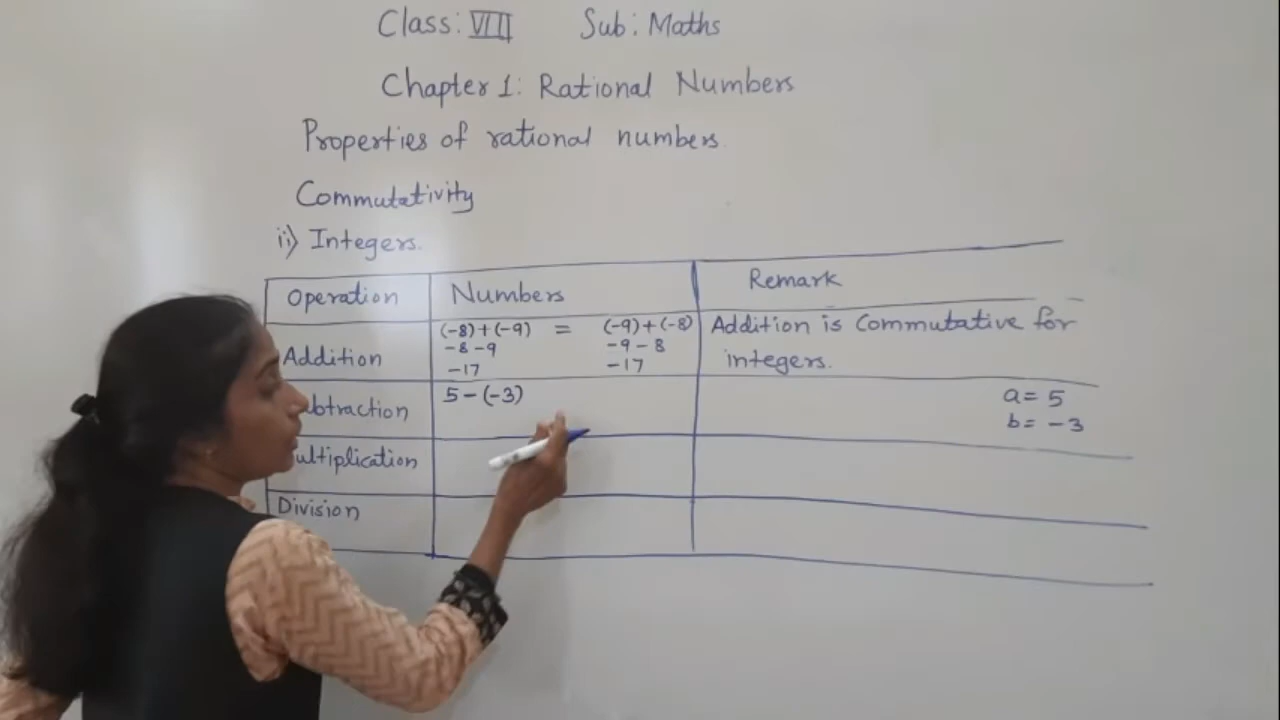 Class: VIII Sub: Maths
Chapter 1: Rational Numbers
Properties of rational numbers.
Commutativity
ii) Integers.
Operation Numbers Remark
Addition (-8)+(-9) = (-9)+(-8) Addition is Commutative for
-8-9 -9-8 integers.
-17 -17
btraction 5-(-3) a= 5
b= -3
ultiplication
Division